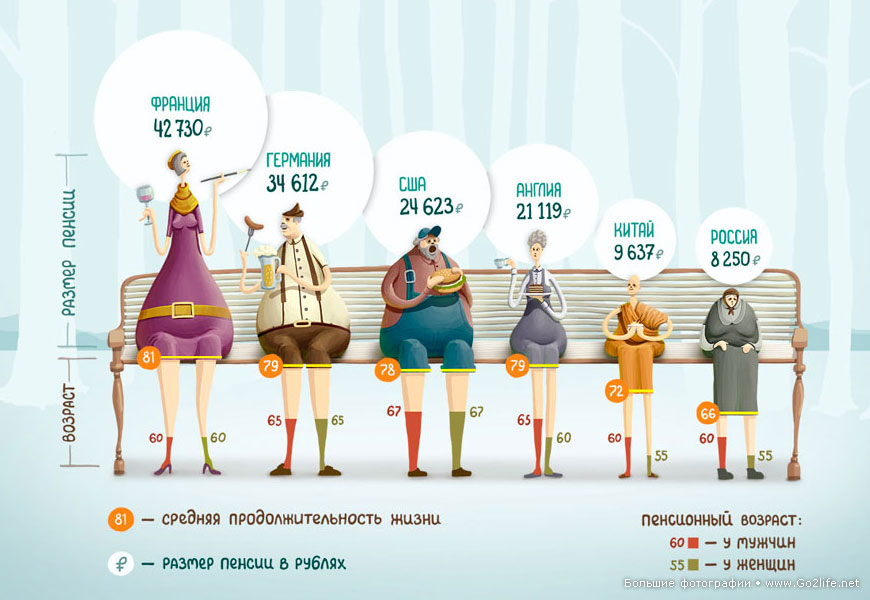 ФРАНЦИЯ
42 730 ₽
ГЕРМАНИЯ
34 612 ₽
США
24 623 ₽
АНГЛИЯ
21 119 ₽
КИТАЙ
9 637 ₽
РОССИЯ
8 250 ₽
РАЗМЕР ПЕНСИИ
ВОЗРАСТ
81
79
78
79
72
66
60
60
65
65
67
67
65
60
60
55
60
55
81 — СРЕДНЯЯ ПРОДОЛЖИТЕЛЬНОСТЬ ЖИЗНИ
₽ — РАЗМЕР ПЕНСИИ В РУБЛЯХ
ПЕНСИОННЫЙ ВОЗРАСТ:
60 — У МУЖЧИН
55 — У ЖЕНЩИН
Большие фотографии • www.Go2life.net